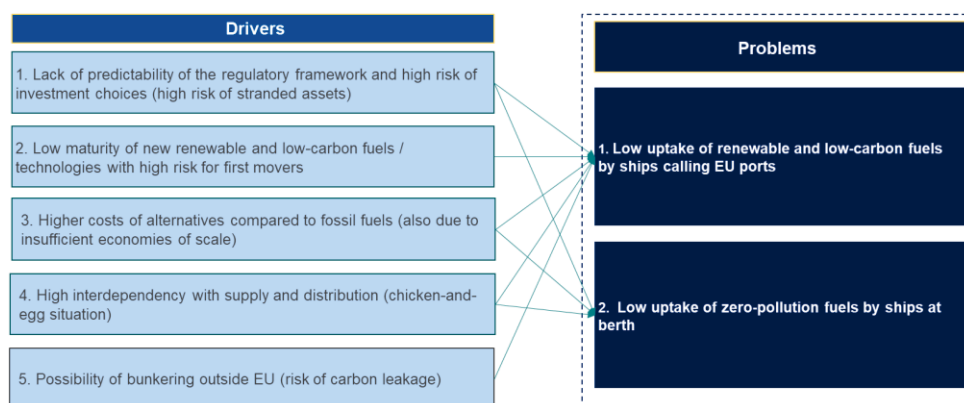 Drivers
1. Lack of predictability of the regulatory framework and high risk of
investment choices (high risk of stranded assets)
2. Low maturity of new renewable and low-carbon fuels /
technologies with high risk for first movers
3. Higher costs of alternatives compared to fossil fuels (also due to
insufficient economies of scale)
4. High interdependency with supply and distribution (chicken-and-
egg situation)
5. Possibility of bunkering outside EU (risk of carbon leakage)
Problems
1. Low uptake of renewable and low-carbon fuels
by ships calling EU ports
2. Low uptake of zero-pollution fuels by ships at
berth